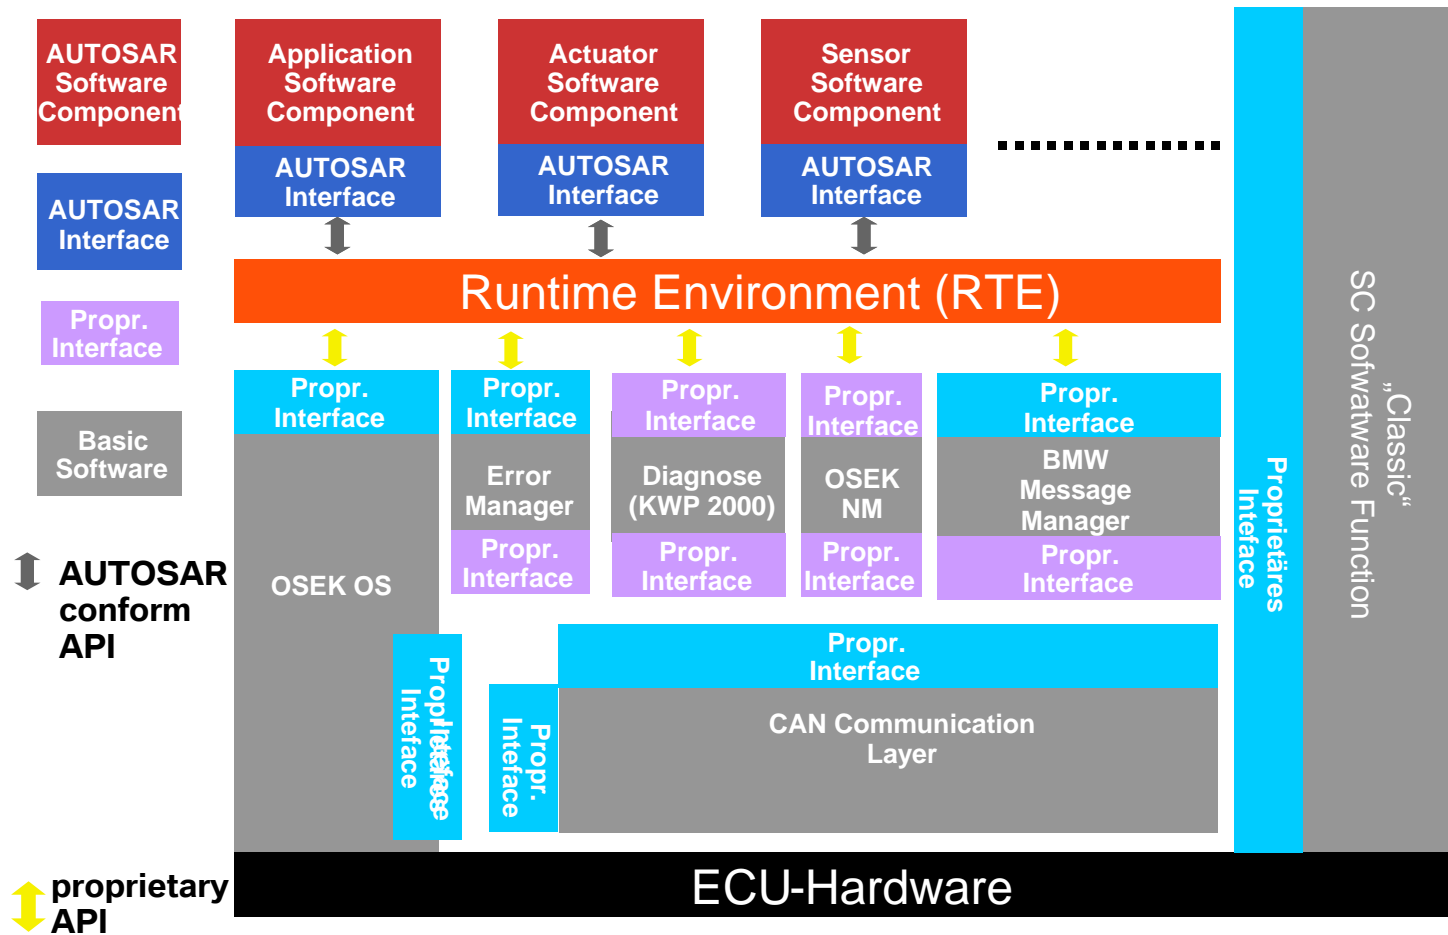 AUTOSAR
Software
Component
AUTOSAR
Interface
Propr.
Interface
Basic
Software
AUTOSAR
conform
API
proprietary
API
Application
Software
Component
AUTOSAR
Interface
Actuator
Software
Component
AUTOSAR
Interface
Sensor
Software
Component
AUTOSAR
Interface
Runtime Environment (RTE)
Propr.
Interface
OSEK OS
Propr.
Interface
Error
Manager
Propr.
Interface
Propr.
Interface
Diagnose
(KWP 2000)
Propr.
Interface
Propr.
Interface
OSEK
NM
Propr.
Interface
Propr.
Interface
BMW
Message
Manager
Propr.
Interface
Proprietäres
Inteface
Interface
Propr.
Inteface
Propr.
Interface
CAN Communication
Layer
Proprietäres
Inteface
„Classic“
SC Sofwatware Function
ECU-Hardware